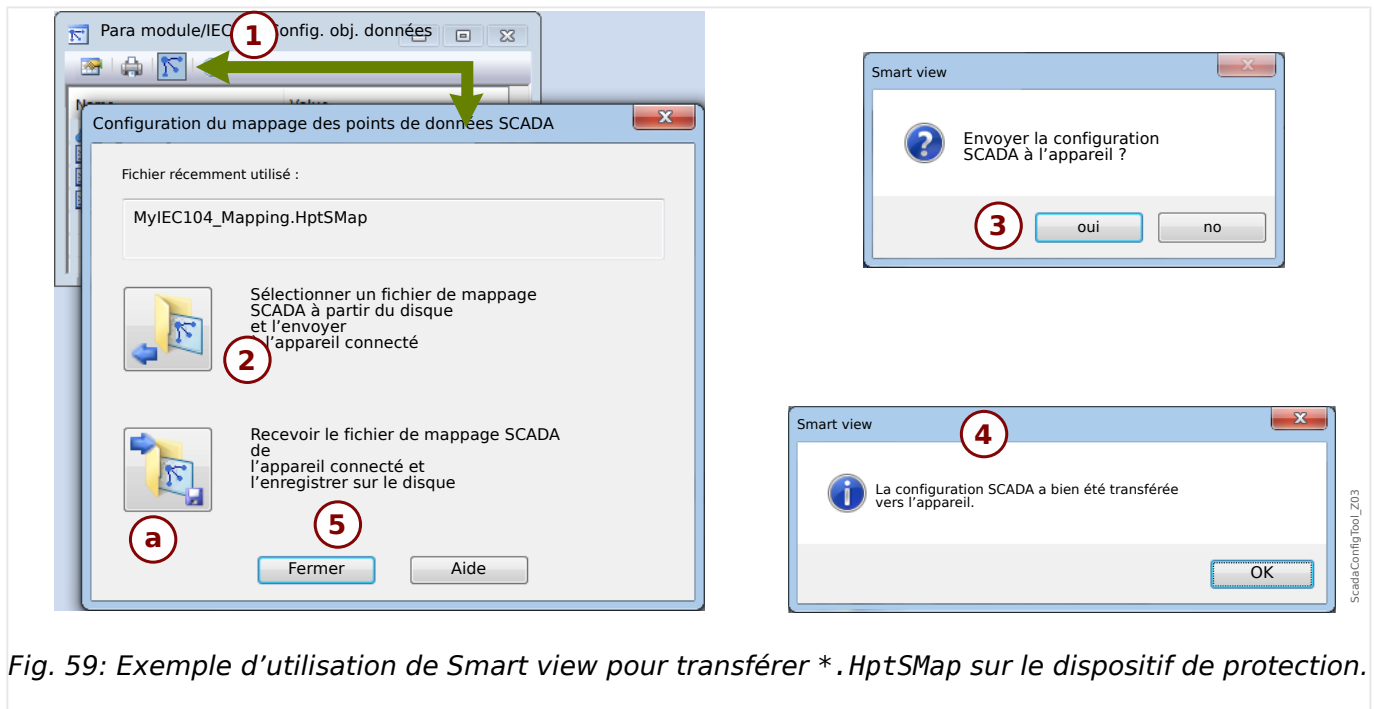 Para module/IEC
1
onfig. obj. données
Name
Value
Configuration du mappage des points de données SCADA
Fichier récemment utilisé :
MyIEC104_Mapping.HptSMap
Sélectionner un fichier de mappage
SCADA à partir du disque
et l'envoyer
l'appareil connecté
2
Recevoir le fichier de mappage SCADA
de
l'appareil connecté et
l'enregistrer sur le disque
a
5
Fermer
Aide
Smart view
Envoyer la configuration
SCADA à l'appareil ?
3
oui
no
Smart view
4
La configuration SCADA a bien été transférée
vers l'appareil.
OK
ScadaConfigTool_Z03
Fig. 59: Exemple d'utilisation de Smart view pour transférer *.HptSMap sur le dispositif de protection.